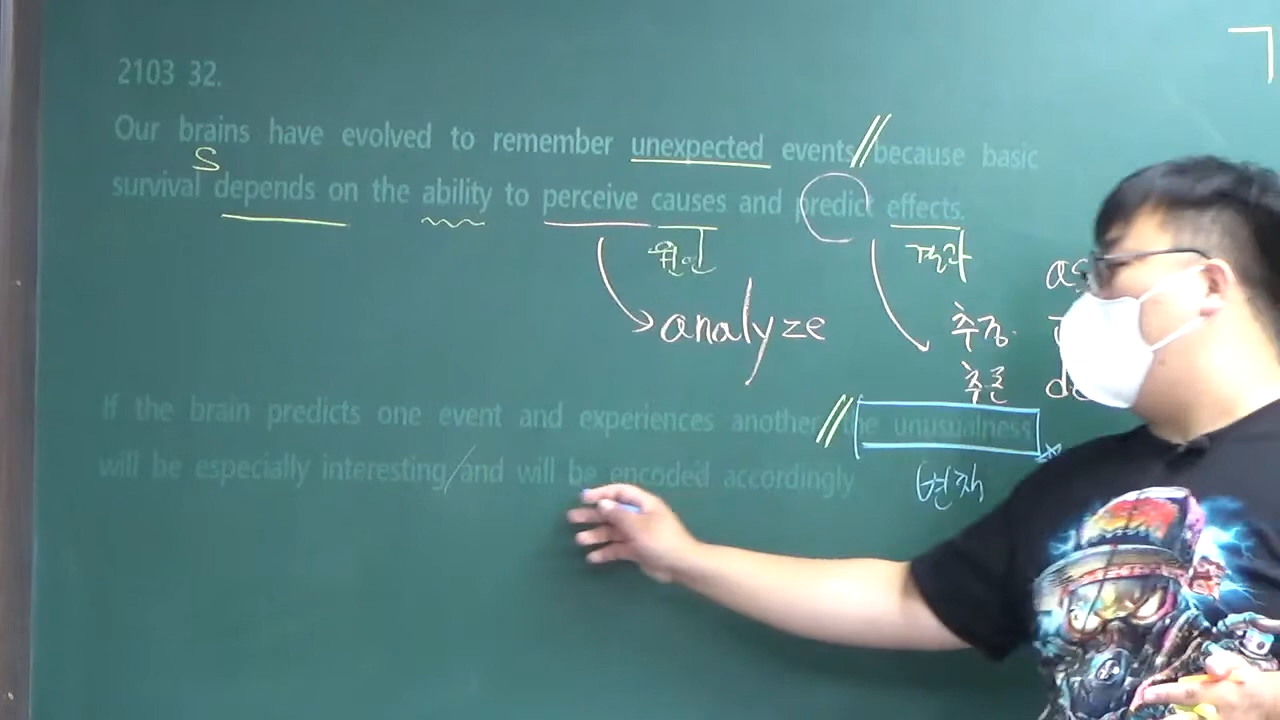 2103 32.
Our brains have evolved to remember unexpected events // because basic
S
survival depends on the ability to perceive causes and predict effects.
원인 결과
analyze
추정
추론
If the brain predicts one event and experiences another // the unusualness
will be especially interesting / and will be encoded accordingly